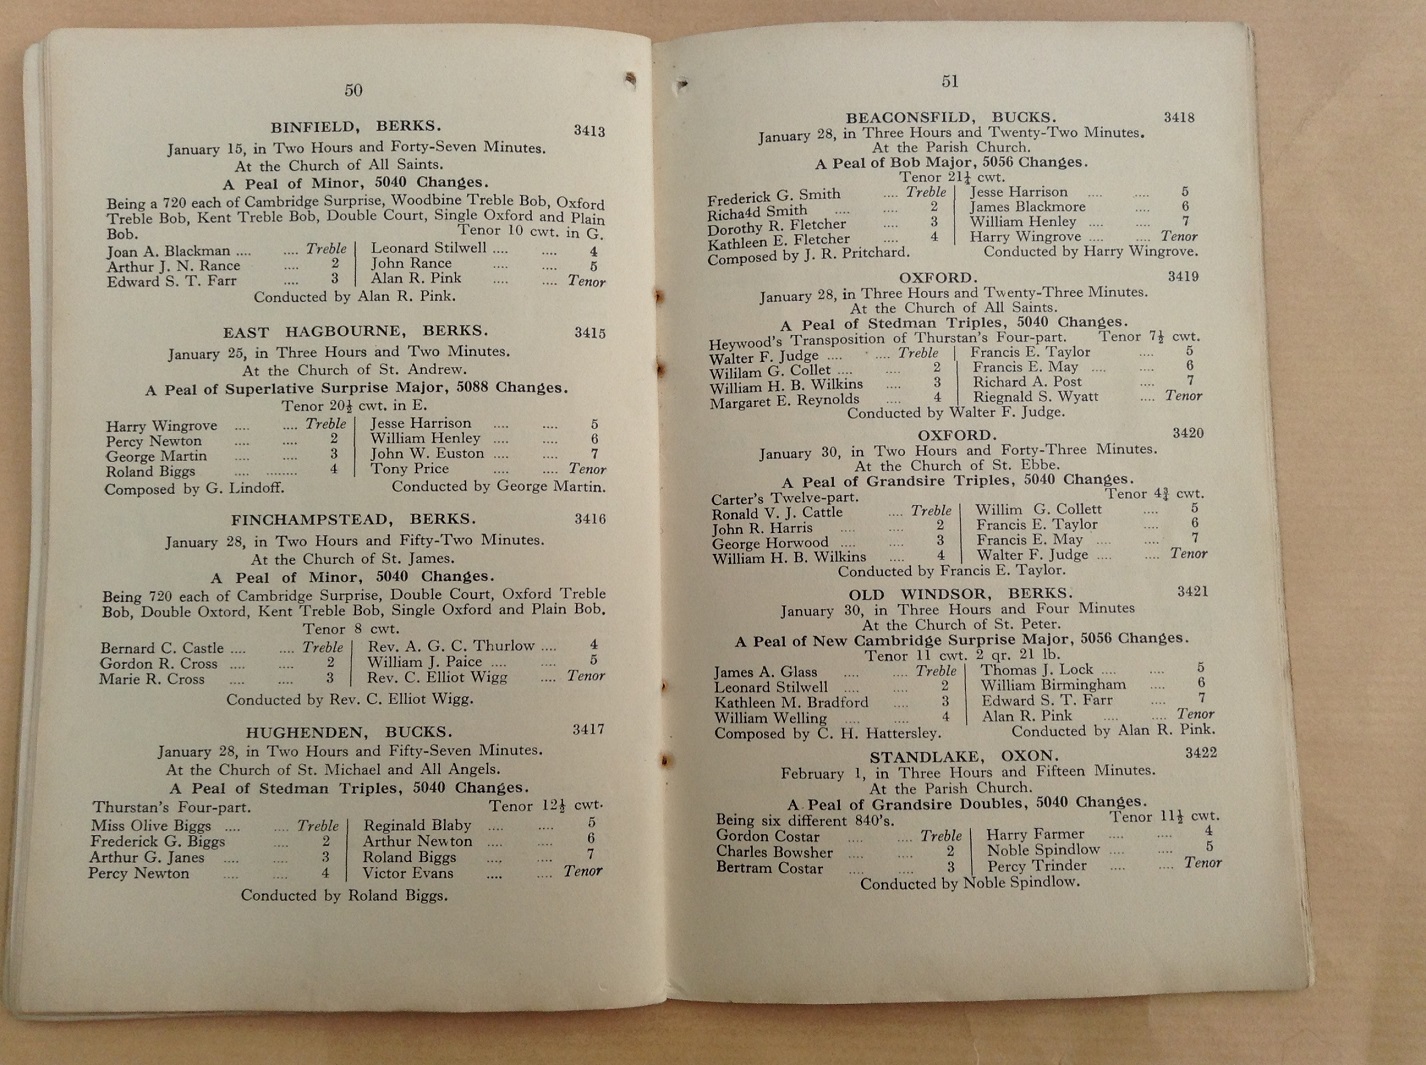 50
BINFIELD, BERKS. 3413
January 15, in Two Hours and Forty-Seven Minutes.
At the Church of All Saints.
A Peal of Minor, 5040 Changes.
Being a 720 each of Cambridge Surprise, Woodbine Treble Bob, Oxford
Treble Bob, Kent Treble Bob, Double Court, Single Oxford and Plain
Bob. Tenor 10 cwt. in G.
Joan A. Blackman .... .... Treble Leonard Stilwell .... .... 4
Arthur J. N. Rance .... 2 John Rance .... .... 5
Edward S. T. Farr .... 3 Alan R. Pink .... .... Tenor
Conducted by Alan R. Pink.
EAST HAGBOURNE, BERKS. 3415
January 25, in Three Hours and Two Minutes.
At the Church of St. Andrew.
A Peal of Superlative Surprise Major, 5088 Changes.
Tenor 20½ cwt. in E.
Harry Wingrove .... .... Treble Jesse Harrison .... .... 5
Percy Newton .... .... 2 William Henley .... .... 6
George Martin .... .... 3 John W. Euston .... .... 7
Roland Biggs .... ........ 4 Tony Price .... .... Tenor
Composed by G. Lindoff. Conducted by George Martin.
FINCHAMPSTEAD, BERKS. 3416
January 28, in Two Hours and Fifty-Two Minutes.
At the Church of St. James.
A Peal of Minor, 5040 Changes.
Being 720 each of Cambridge Surprise, Double Court, Oxford Treble
Bob, Double Oxtord, Kent Treble Bob, Single Oxford and Plain Bob.
Tenor 8 cwt.
Bernard C. Castle .... .... Treble Rev. A. G. C. Thurlow .... 4
Gordon R. Cross .... .... 2 William J. Paice .... .... 5
Marie R. Cross .... .... 3 Rev. C. Elliot Wigg .... Tenor
Conducted by Rev. C. Elliot Wigg.
HUGHENDEN, BUCKS. 3417
January 28, in Two Hours and Fifty-Seven Minutes.
At the Church of St. Michael and All Angels.
A Peal of Stedman Triples, 5040 Changes.
Thurstan's Four-part. Tenor 12½ cwt.
Miss Olive Biggs .... .... Treble Reginald Blaby .... .... 5
Frederick G. Biggs .... 2 Arthur Newton .... .... 6
Arthur G. Janes .... .... 3 Roland Biggs .... .... 7
Percy Newton .... .... 4 Victor Evans .... .... Tenor
Conducted by Roland Biggs.
51
BEACONSFILD, BUCKS. 3418
January 28, in Three Hours and Twenty-Two Minutes.
At the Parish Church.
A Peal of Bob Major, 5056 Changes.
Tenor 21¼ cwt.
Frederick G. Smith .... Treble Jesse Harrison .... .... 5
Richa4d Smith .... .... 2 James Blackmore .... 6
Dorothy R. Fletcher .... 3 William Henley .... .... 7
Kathleen E. Fletcher .... 4 Harry Wingrove .... .... Tenor
Composed by J. R. Pritchard. Conducted by Harry Wingrove.
OXFORD. 3419
January 28, in Three Hours and Twenty-Three Minutes.
At the Church of All Saints.
A Peal of Stedman Triples, 5040 Changes.
Heywood's Transposition of Thurstan's Four-part. Tenor 7½ cwt.
Walter F. Judge .... .... Treble Francis E. Taylor .... 5
Wililam G. Collet .... .... 2 Francis E. May .... .... 6
William H. B. Wilkins .... 3 Richard A. Post .... 7
Margaret E. Reynolds .... 4 Riegnald S. Wyatt .... Tenor
Conducted by Walter F. Judge.
OXFORD. 3420
January 30, in Two Hours and Forty-Three Minutes.
At the Church of St. Ebbe.
A Peal of Grandsire Triples, 5040 Changes.
Carter's Twelve-part. Tenor 4¾ cwt.
Ronald V. J. Cattle .... Treble Willim G. Collett .... 5
John R. Harris .... .... 2 Francis E. Taylor .... 6
George Horwood .... .... 3 Francis E. May .... .... 7
William H. B. Wilkins .... 4 Walter F. Judge .... .... Tenor
Conducted by Francis E. Taylor.
OLD WINDSOR, BERKS. 3421
January 30, in Three Hours and Four Minutes
At the Church of St. Peter.
A Peal of New Cambridge Surprise Major, 5056 Changes.
Tenor 11 cwt. 2 qr. 21 lb.
James A. Glass .... .... Treble Thomas J. Lock .... .... 5
Leonard Stilwell .... .... 2 William Birmingham .... 6
Kathleen M. Bradford .... 3 Edward S. T. Farr .... 7
William Welling .... .... 4 Alan R. Pink .... .... Tenor
Composed by C. H. Hattersley. Conducted by Alan R. Pink.
STANDLAKE, OXON. 3422
February 1, in Three Hours and Fifteen Minutes.
At the Parish Church.
A Peal of Grandsire Doubles, 5040 Changes.
Being six different 840's. Tenor 11½ cwt.
Gordon Costar .... .... Treble Harry Farmer .... .... 4
Charles Bowsher .... .... 2 Noble Spindlow .... .... 5
Bertram Costar .... .... 3 Percy Trinder .... .... Tenor
Conducted by Noble Spindlow.